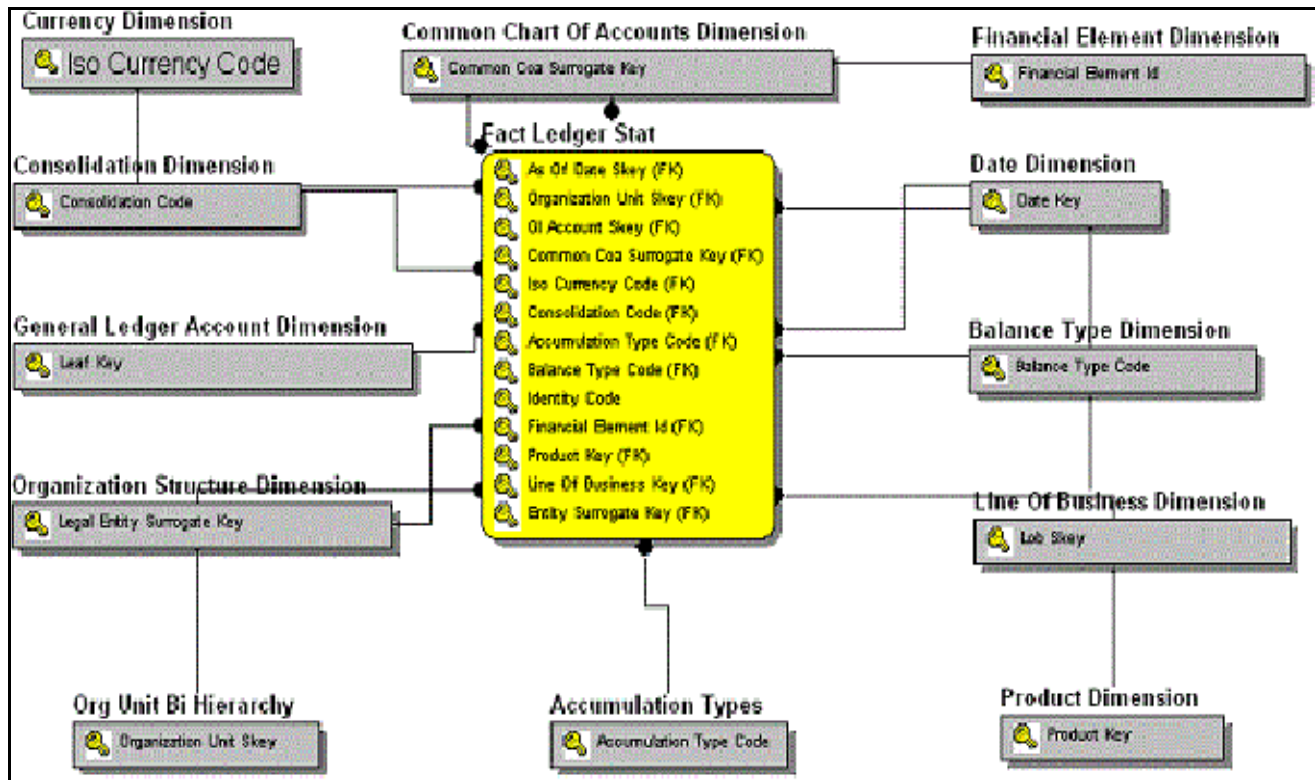 Currency Dimension
Iso Currency Code
Common Chart Of Accounts Dimension
Common Coa Surrogate Key
Financial Element Dimension
Financial Element Id
Fact Ledger Stat
As Of Date Skey (FK)
Organization Unit Skey (FK)
Gl Account Skey (FK)
Common Coa Surrogate Key (FK)
Iso Currency Code (FK)
Consolidation Code (FK)
Accumulation Type Code (FK)
Balance Type Code (FK)
Identity Code
Financial Element Id (FK)
Product Key (FK)
Line Of Business Key (FK)
Entity Surrogate Key (FK)
Consolidation Dimension
Consolidation Code
Date Dimension
Date Key
General Ledger Account Dimension
Leaf Key
Balance Type Dimension
Balance Type Code
Organization Structure Dimension
Legal Entity Surrogate Key
Line Of Business Dimension
Lob Skey
Org Unit Bi Hierarchy
Organization Unit Skey
Accumulation Types
Accumulation Type Code
Product Dimension
Product Key